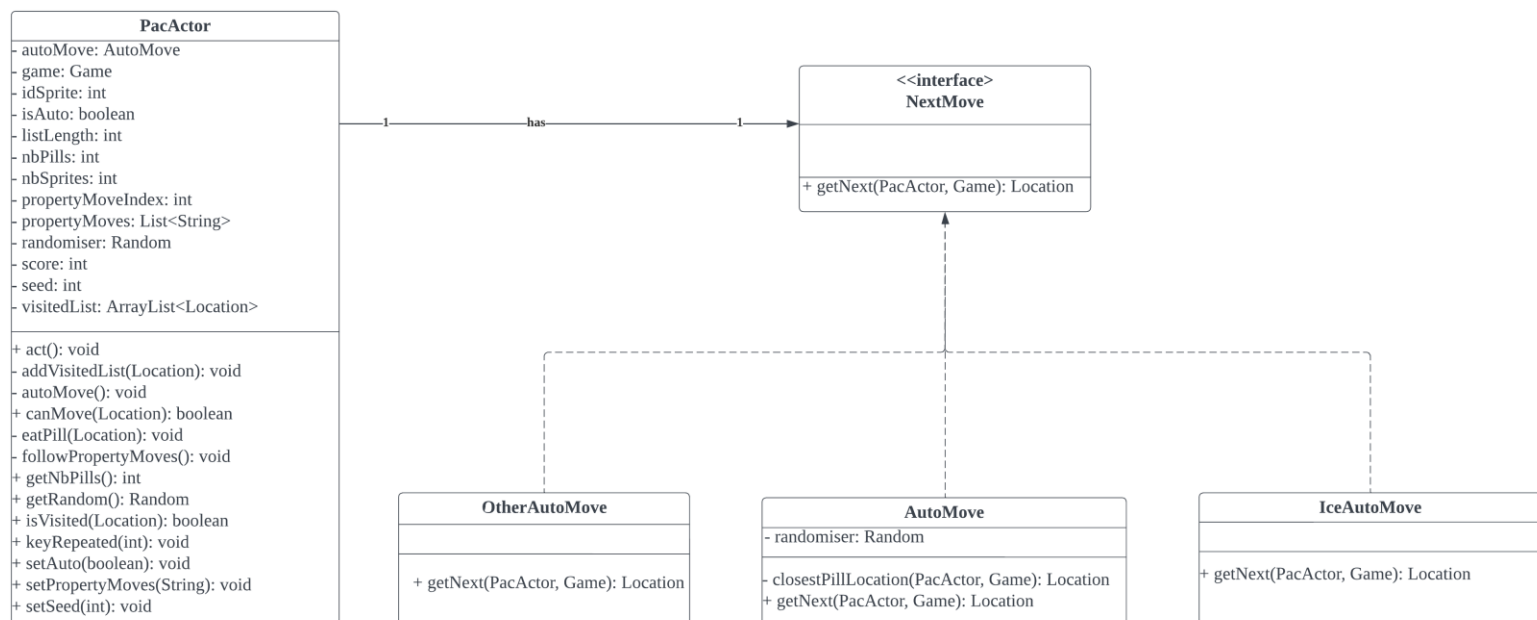 PacActor
- autoMove: AutoMove
- game: Game
- idSprite: int
- isAuto: boolean
- listLength: int
- nbPills: int
- nbSprites: int
- propertyMoveIndex: int
- propertyMoves: List<String>
- randomiser: Random
- score: int
- seed: int
- visitedList: ArrayList<Location>
+ act(): void
- addVisitedList(Location): void
- autoMove(): void
+ canMove(Location): boolean
- eatPill(Location): void
- followPropertyMoves(): void
+ getNbPills(): int
+ getRandom(): Random
+ isVisited(Location): boolean
+ keyRepeated(int): void
+ setAuto(boolean): void
+ setPropertyMoves(String): void
+ setSeed(int): void
1 has 1
<<interface>>
NextMove
+ getNext(PacActor, Game): Location
OtherAutoMove
+ getNext(PacActor, Game): Location
AutoMove
- randomiser: Random
- closestPillLocation(PacActor, Game): Location
+ getNext(PacActor, Game): Location
IceAutoMove
+ getNext(PacActor, Game): Location